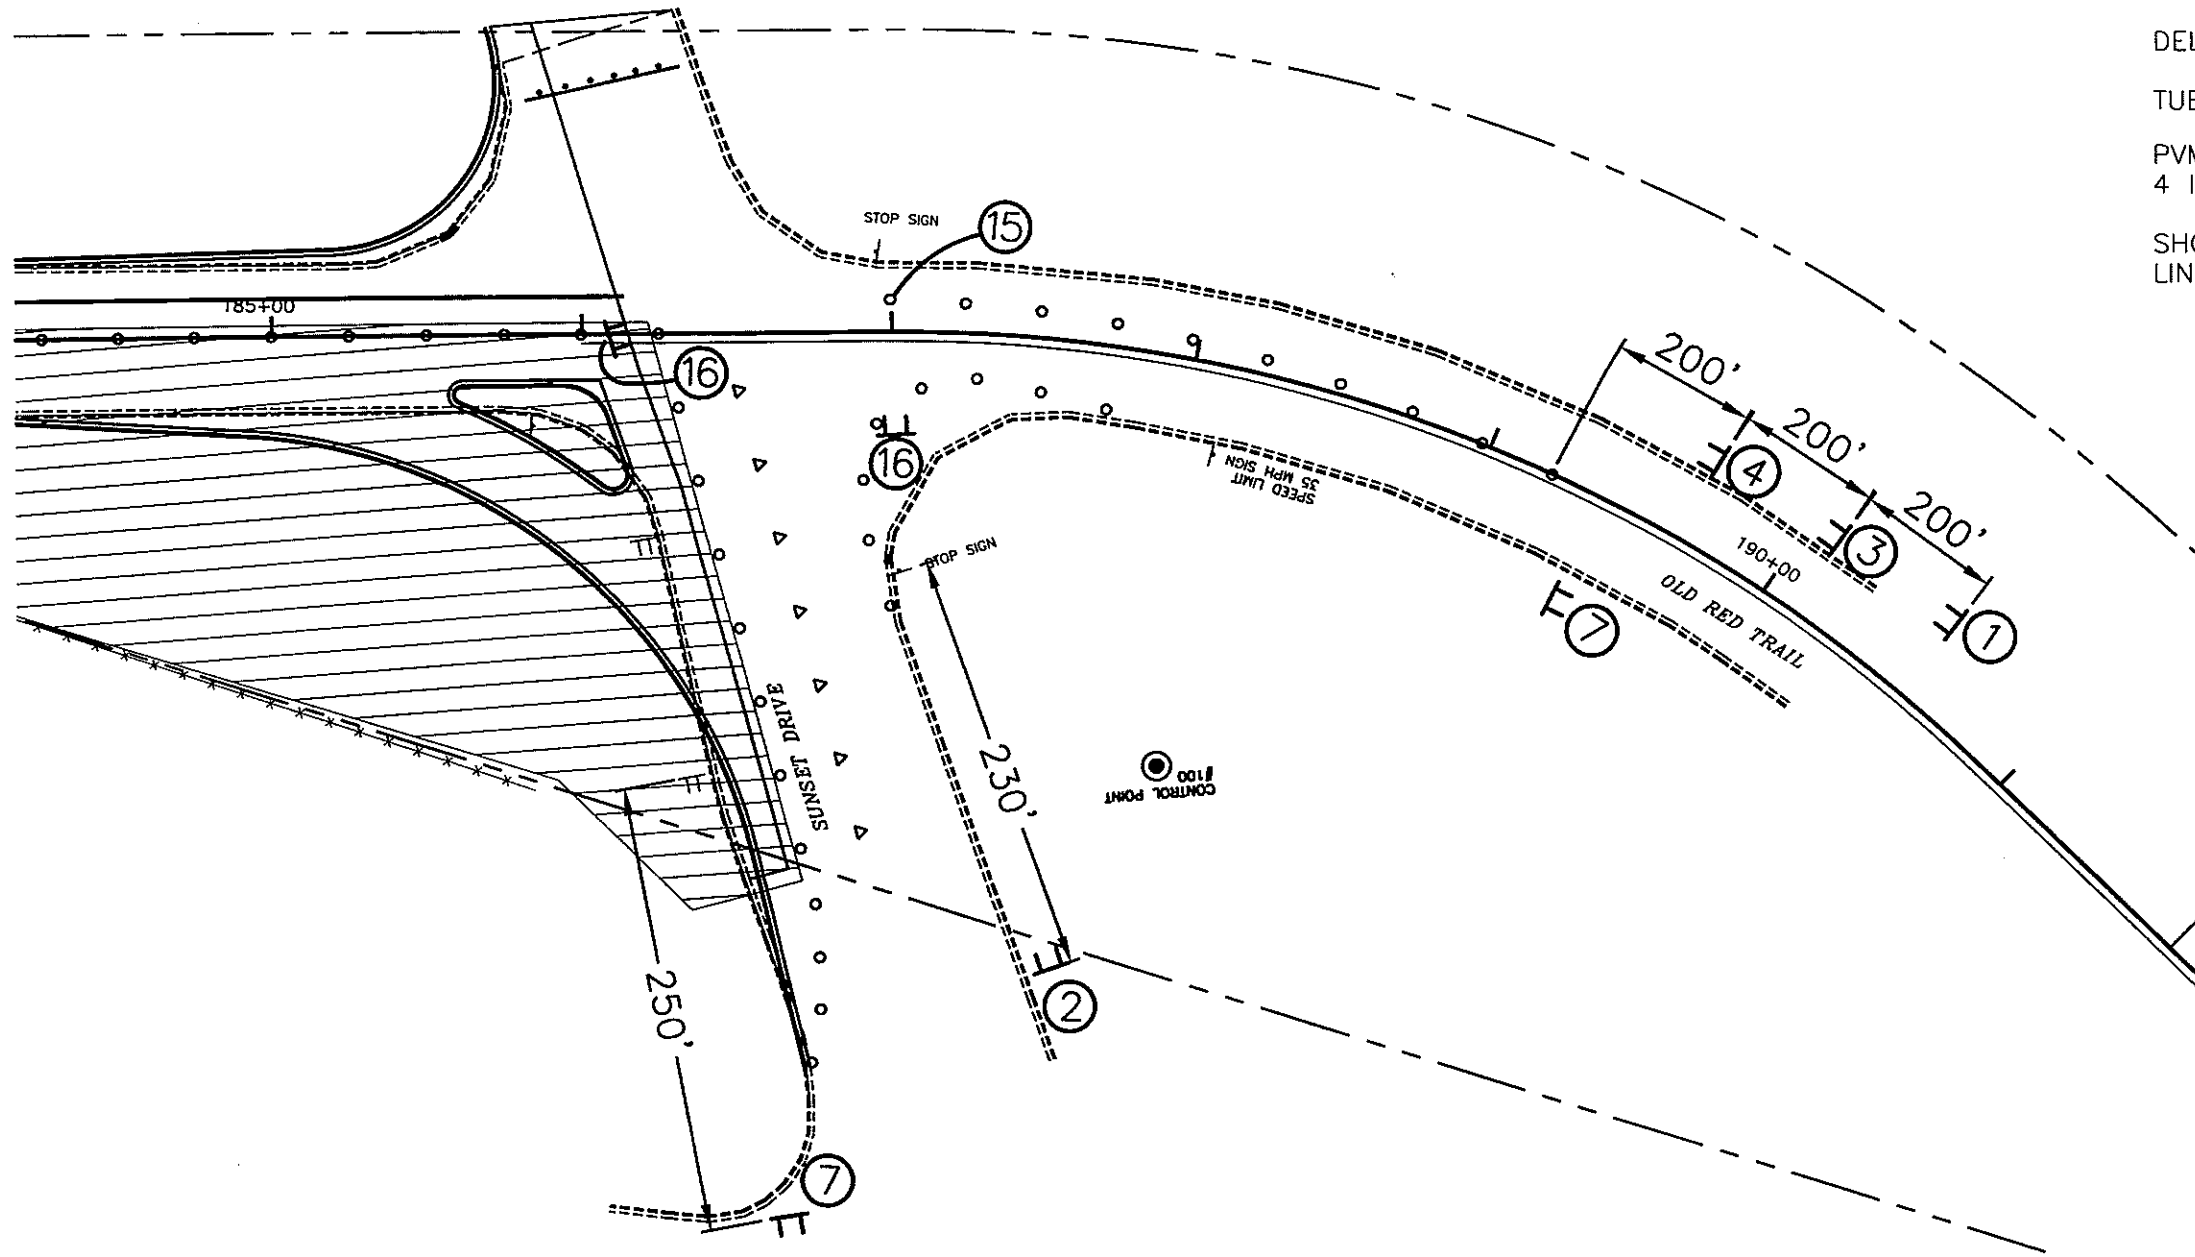 DEL
TUB
PVM
4 I
SHO
LIN
STOP SIGN
15
185+00
16
200'
200'
200'
4
3
1
16
SPEED LIMIT
35 MPH SIGN
STOP SIGN
190+00
OLD RED TRAIL
7
SUNSET DRIVE
230'
CONTROL POINT
#100
250'
2
7